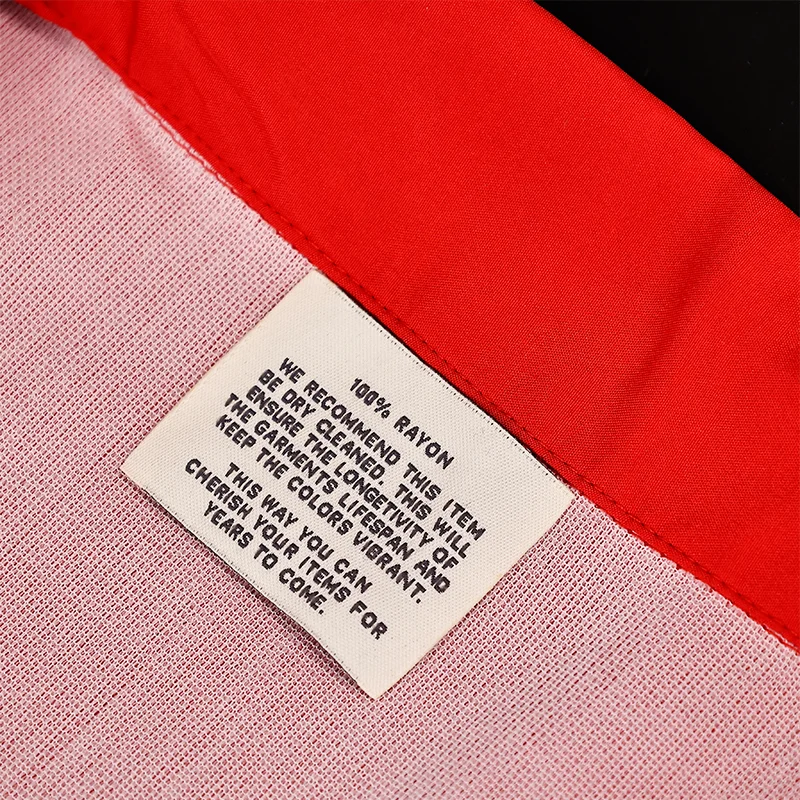 100% RAYON
WE RECOMMEND THIS ITEM
BE DRY CLEANED. THIS WILL
ENSURE THE LONGETIVITY OF
THE GARMENTS LIFESPAN AND
KEEP THE COLORS VIBRANT.
THIS WAY YOU CAN
CHERISH YOUR ITEMS FOR
YEARS TO COME.